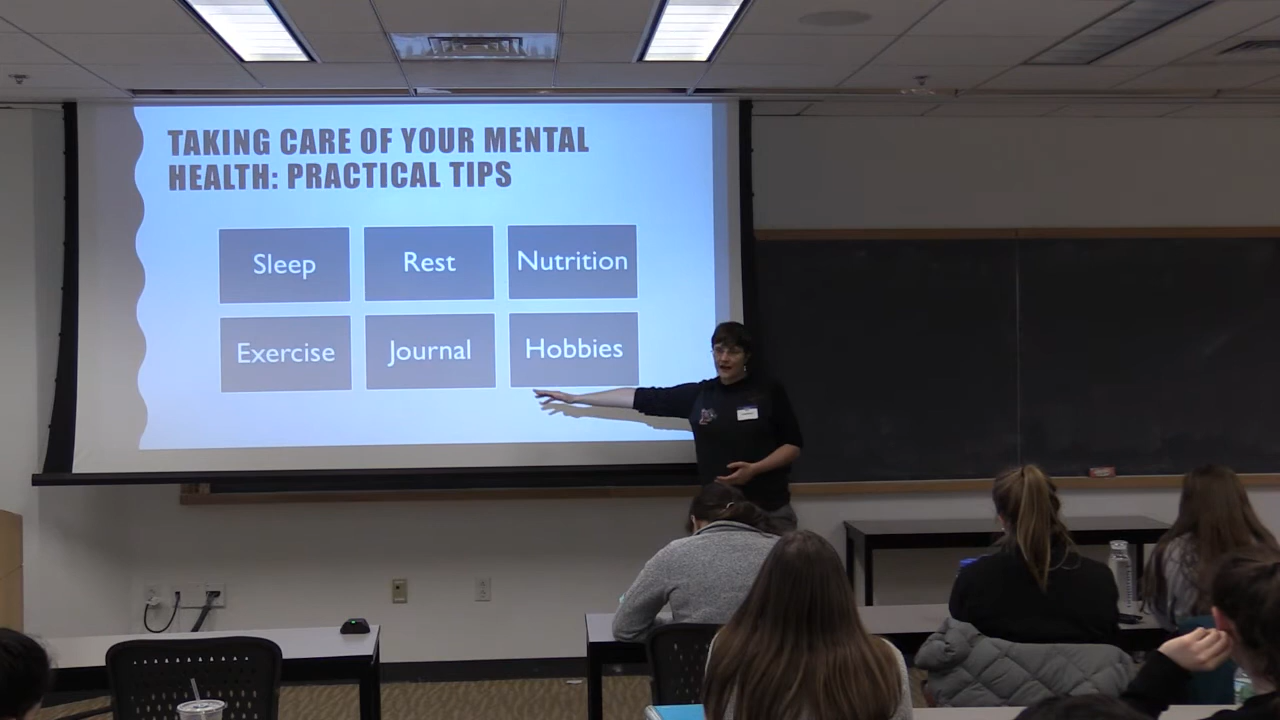 TAKING CARE OF YOUR MENTAL
HEALTH: PRACTICAL TIPS
Sleep
Rest
Nutrition
Exercise
Journal
Hobbies